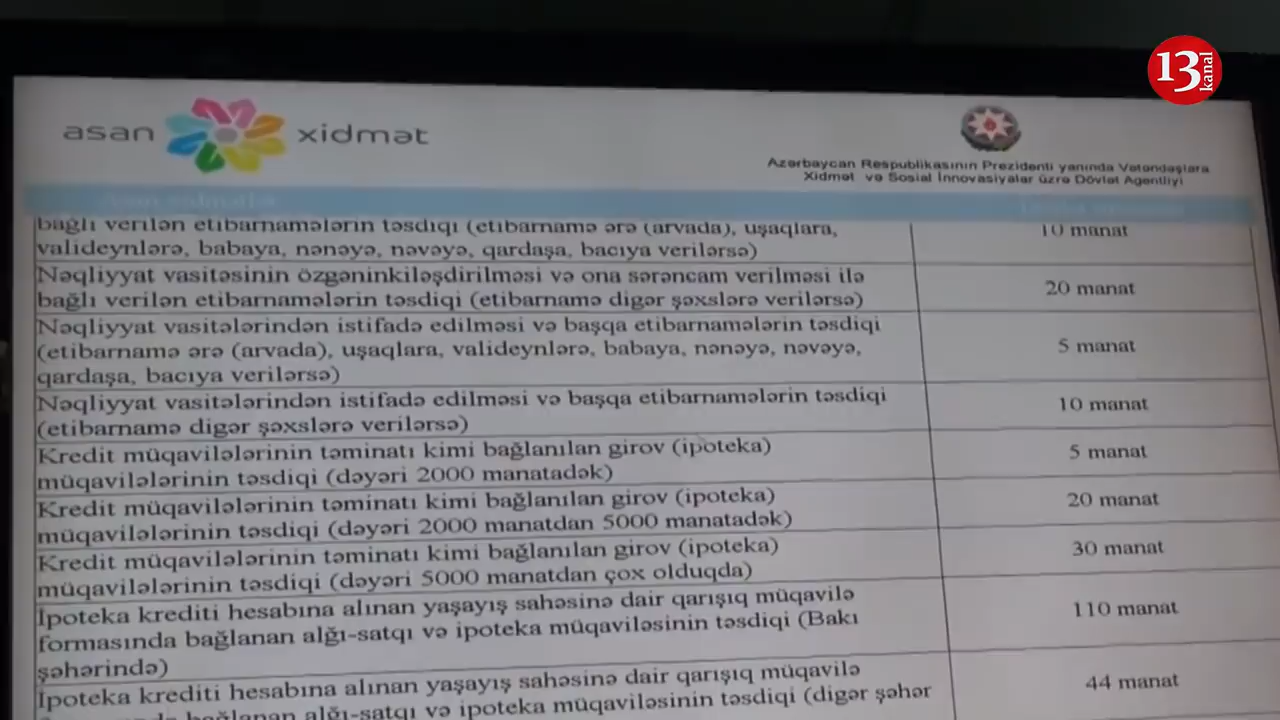 13 kanal
asan xidmət
Azərbaycan Respublikasının Prezidenti yanında Vətəndaşlara
Xidmət və Sosial İnnovasiyalar üzrə Dövlət Agentliyi
bağlı verilən etibarnamələrin təsdiqi (etibarnamə ərə (arvada), uşaqlara,
valideynlərə, babaya, nənəyə, nəvəyə, qardaşa, bacıya verilərsə)
10 manat
Nəqliyyat vasitəsinin özgəninkiləşdirilməsi və ona sərəncam verilməsi ilə
bağlı verilən etibarnamələrin təsdiqi (etibarnamə digər şəxslərə verilərsə)
20 manat
Nəqliyyat vasitələrindən istifadə edilməsi və başqa etibarnamələrin təsdiqi
(etibarnamə ərə (arvada), uşaqlara, valideynlərə, babaya, nənəyə, nəvəyə,
qardaşa, bacıya verilərsə)
5 manat
Nəqliyyat vasitələrindən istifadə edilməsi və başqa etibarnamələrin təsdiqi
(etibarnamə digər şəxslərə verilərsə)
10 manat
Kredit müqavilələrinin təminatı kimi bağlanılan girov (ipoteka)
müqavilələrinin təsdiqi (dəyəri 2000 manatadək)
5 manat
Kredit müqavilələrinin təminatı kimi bağlanılan girov (ipoteka)
müqavilələrinin təsdiqi (dəyəri 2000 manatdan 5000 manatadək)
20 manat
Kredit müqavilələrinin təminatı kimi bağlanılan girov (ipoteka)
müqavilələrinin təsdiqi (dəyəri 5000 manatdan çox olduqda)
30 manat
İpoteka krediti hesabına alınan yaşayış sahəsinə dair qarışıq müqavilə
formasında bağlanan alğı-satqı və ipoteka müqaviləsinin təsdiqi (Bakı
şəhərində)
110 manat
İpoteka krediti hesabına alınan yaşayış sahəsinə dair qarışıq müqavilə
bağlanan alğı-satqı və ipoteka müqaviləsinin təsdiqi (digər şəhər
44 manat